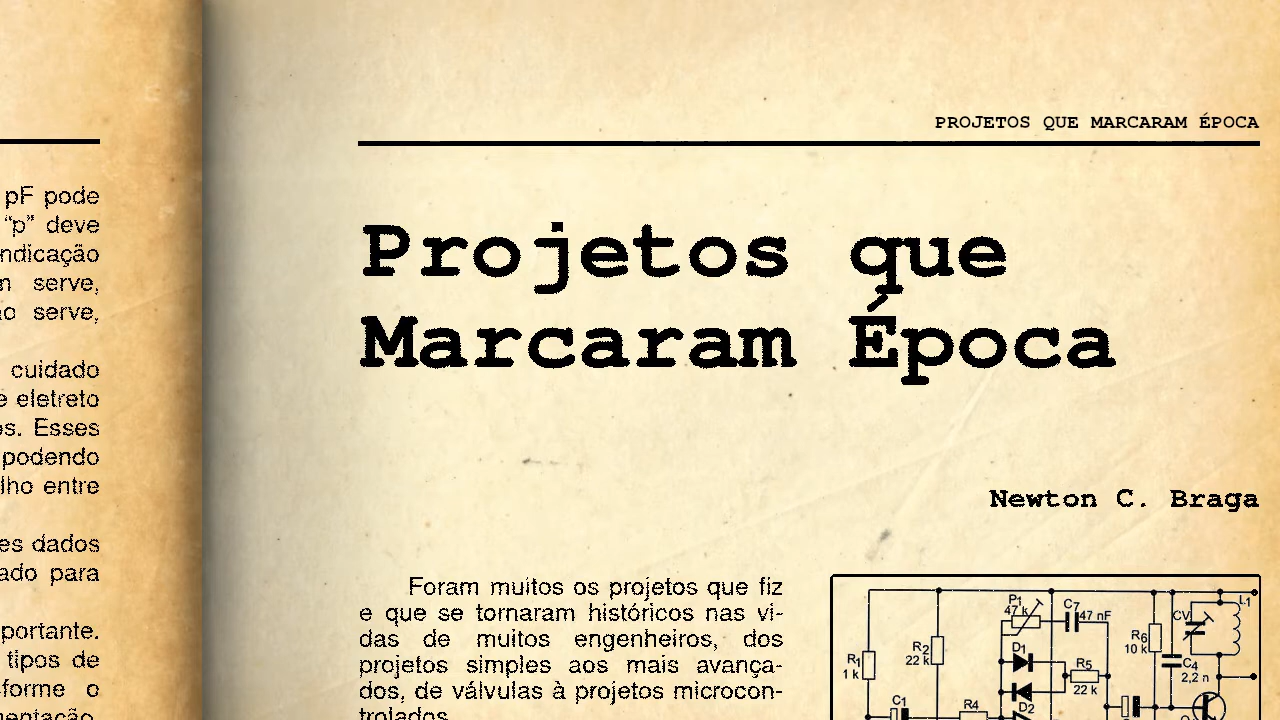 pF pode
“p” deve
ndicação
serve,
serve,
cuidado
eletreto
Esses
podendo
entre
dados
para
portante.
tipos de
forme o
mentação,
PROJETOS QUE MARCARAM ÉPOCA
Projetos que
Marcaram Época
Newton C. Braga
Foram muitos os projetos que fiz
e que se tornaram históricos nas vi-
das de muitos engenheiros, dos
projetos simples aos mais avança-
dos, de válvulas à projetos microcon-
trolados
P1
47 k
C7
47 nF
CV
L1
R6
10 k
R2
22 k
D1
R1
1 k
R5
22 k
C4
2,2 n
C1
R4
D2